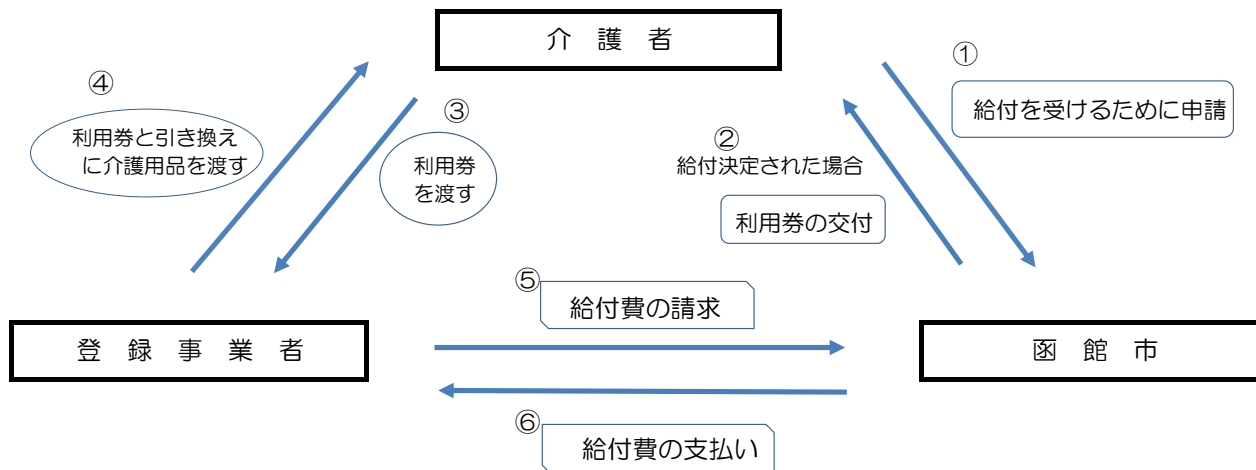 介 護 者
①
給付を受けるために申請
④
利用券と引き換え
に介護用品を渡す
③
利用券
を渡す
②
給付決定された場合
利用券の交付
⑤
給付費の請求
登 録 事 業 者
函 館 市
⑥
給付費の支払い